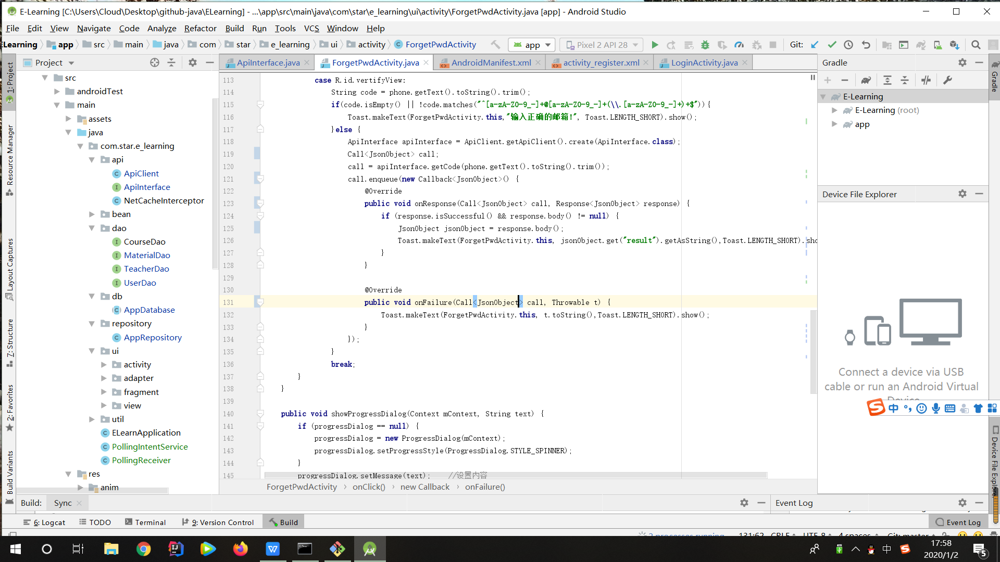 E-Learning [C:\Users\Cloud\Desktop\github-java\ELearning] - ...\app\src\main\java\com\star\e_learning\ui\activity\ForgetPwdActivity.java [app] - Android Studio
File Edit View Navigate Code Analyze Refactor Build Run Tools VCS Window Help
Learning app src main java com star e_learning ui activity ForgetPwdActivity app Pixel 2 API 28 Git:
Project
ApiInterface.java ForgetPwdActivity.java AndroidManifest.xml activity_register.xml LoginActivity.java
Gradle
1: Project
Resource Manager
Layout Captures
7: Structure
2: Favorites
Build Variants
src
androidTest
main
assets
java
com.star.e_learning
api
ApiClient
ApiInterface
NetCacheInterceptor
bean
dao
CourseDao
MaterialDao
TeacherDao
UserDao
db
AppDatabase
repository
AppRepository
ui
activity
adapter
fragment
view
util
ELearnApplication
PollingIntentService
PollingReceiver
res
anim
113 case R.id.vertifyView:
114 String code = phone.getText().toString().trim();
115 if(code.isEmpty() || !code.matches("^[a-zA-Z0-9_-]+@[a-zA-Z0-9_-]+(\\.[a-zA-Z0-9_-]+)+$")){
116 Toast.makeText(ForgetPwdActivity.this,"输入正确的邮箱!", Toast.LENGTH_SHORT).show();
117 }else {
118 ApiInterface apiInterface = ApiClient.getApiClient().create(ApiInterface.class);
119 Call<JsonObject> call;
120 call = apiInterface.getCode(phone.getText().toString().trim());
121 call.enqueue(new Callback<JsonObject>() {
122 @Override
123 public void onResponse(Call<JsonObject> call, Response<JsonObject> response) {
124 if (response.isSuccessful() && response.body() != null) {
125 JsonObject jsonObject = response.body();
126 Toast.makeText(ForgetPwdActivity.this, jsonObject.get("result").getAsString(),Toast.LENGTH_SHORT).sho
127 }
128 }
129
130 @Override
131 public void onFailure(Call<JsonObject> call, Throwable t) {
132 Toast.makeText(ForgetPwdActivity.this, t.toString(),Toast.LENGTH_SHORT).show();
133 }
134 });
135 }
136 break;
137 }
138 }
139
140 public void showProgressDialog(Context mContext, String text) {
141 if (progressDialog == null) {
142 progressDialog = new ProgressDialog(mContext);
143 progressDialog.setProgressStyle(ProgressDialog.STYLE_SPINNER);
144 }
145 progressDialog.setMessage(text); //设置内容
ForgetPwdActivity onClick() new Callback onFailure()
E-Learning
E-Learning (root)
app
Device File Explorer
Connect a device via USB
cable or run an Android Virtual
Device
中
Gradle
Device File Explorer
Build: Sync
Event Log
6: Logcat TODO Terminal 9: Version Control Build Event Log
2 processes running 131:62 CRLF UTF-8 4 spaces Git: master
中
17:58
2020/1/2
5